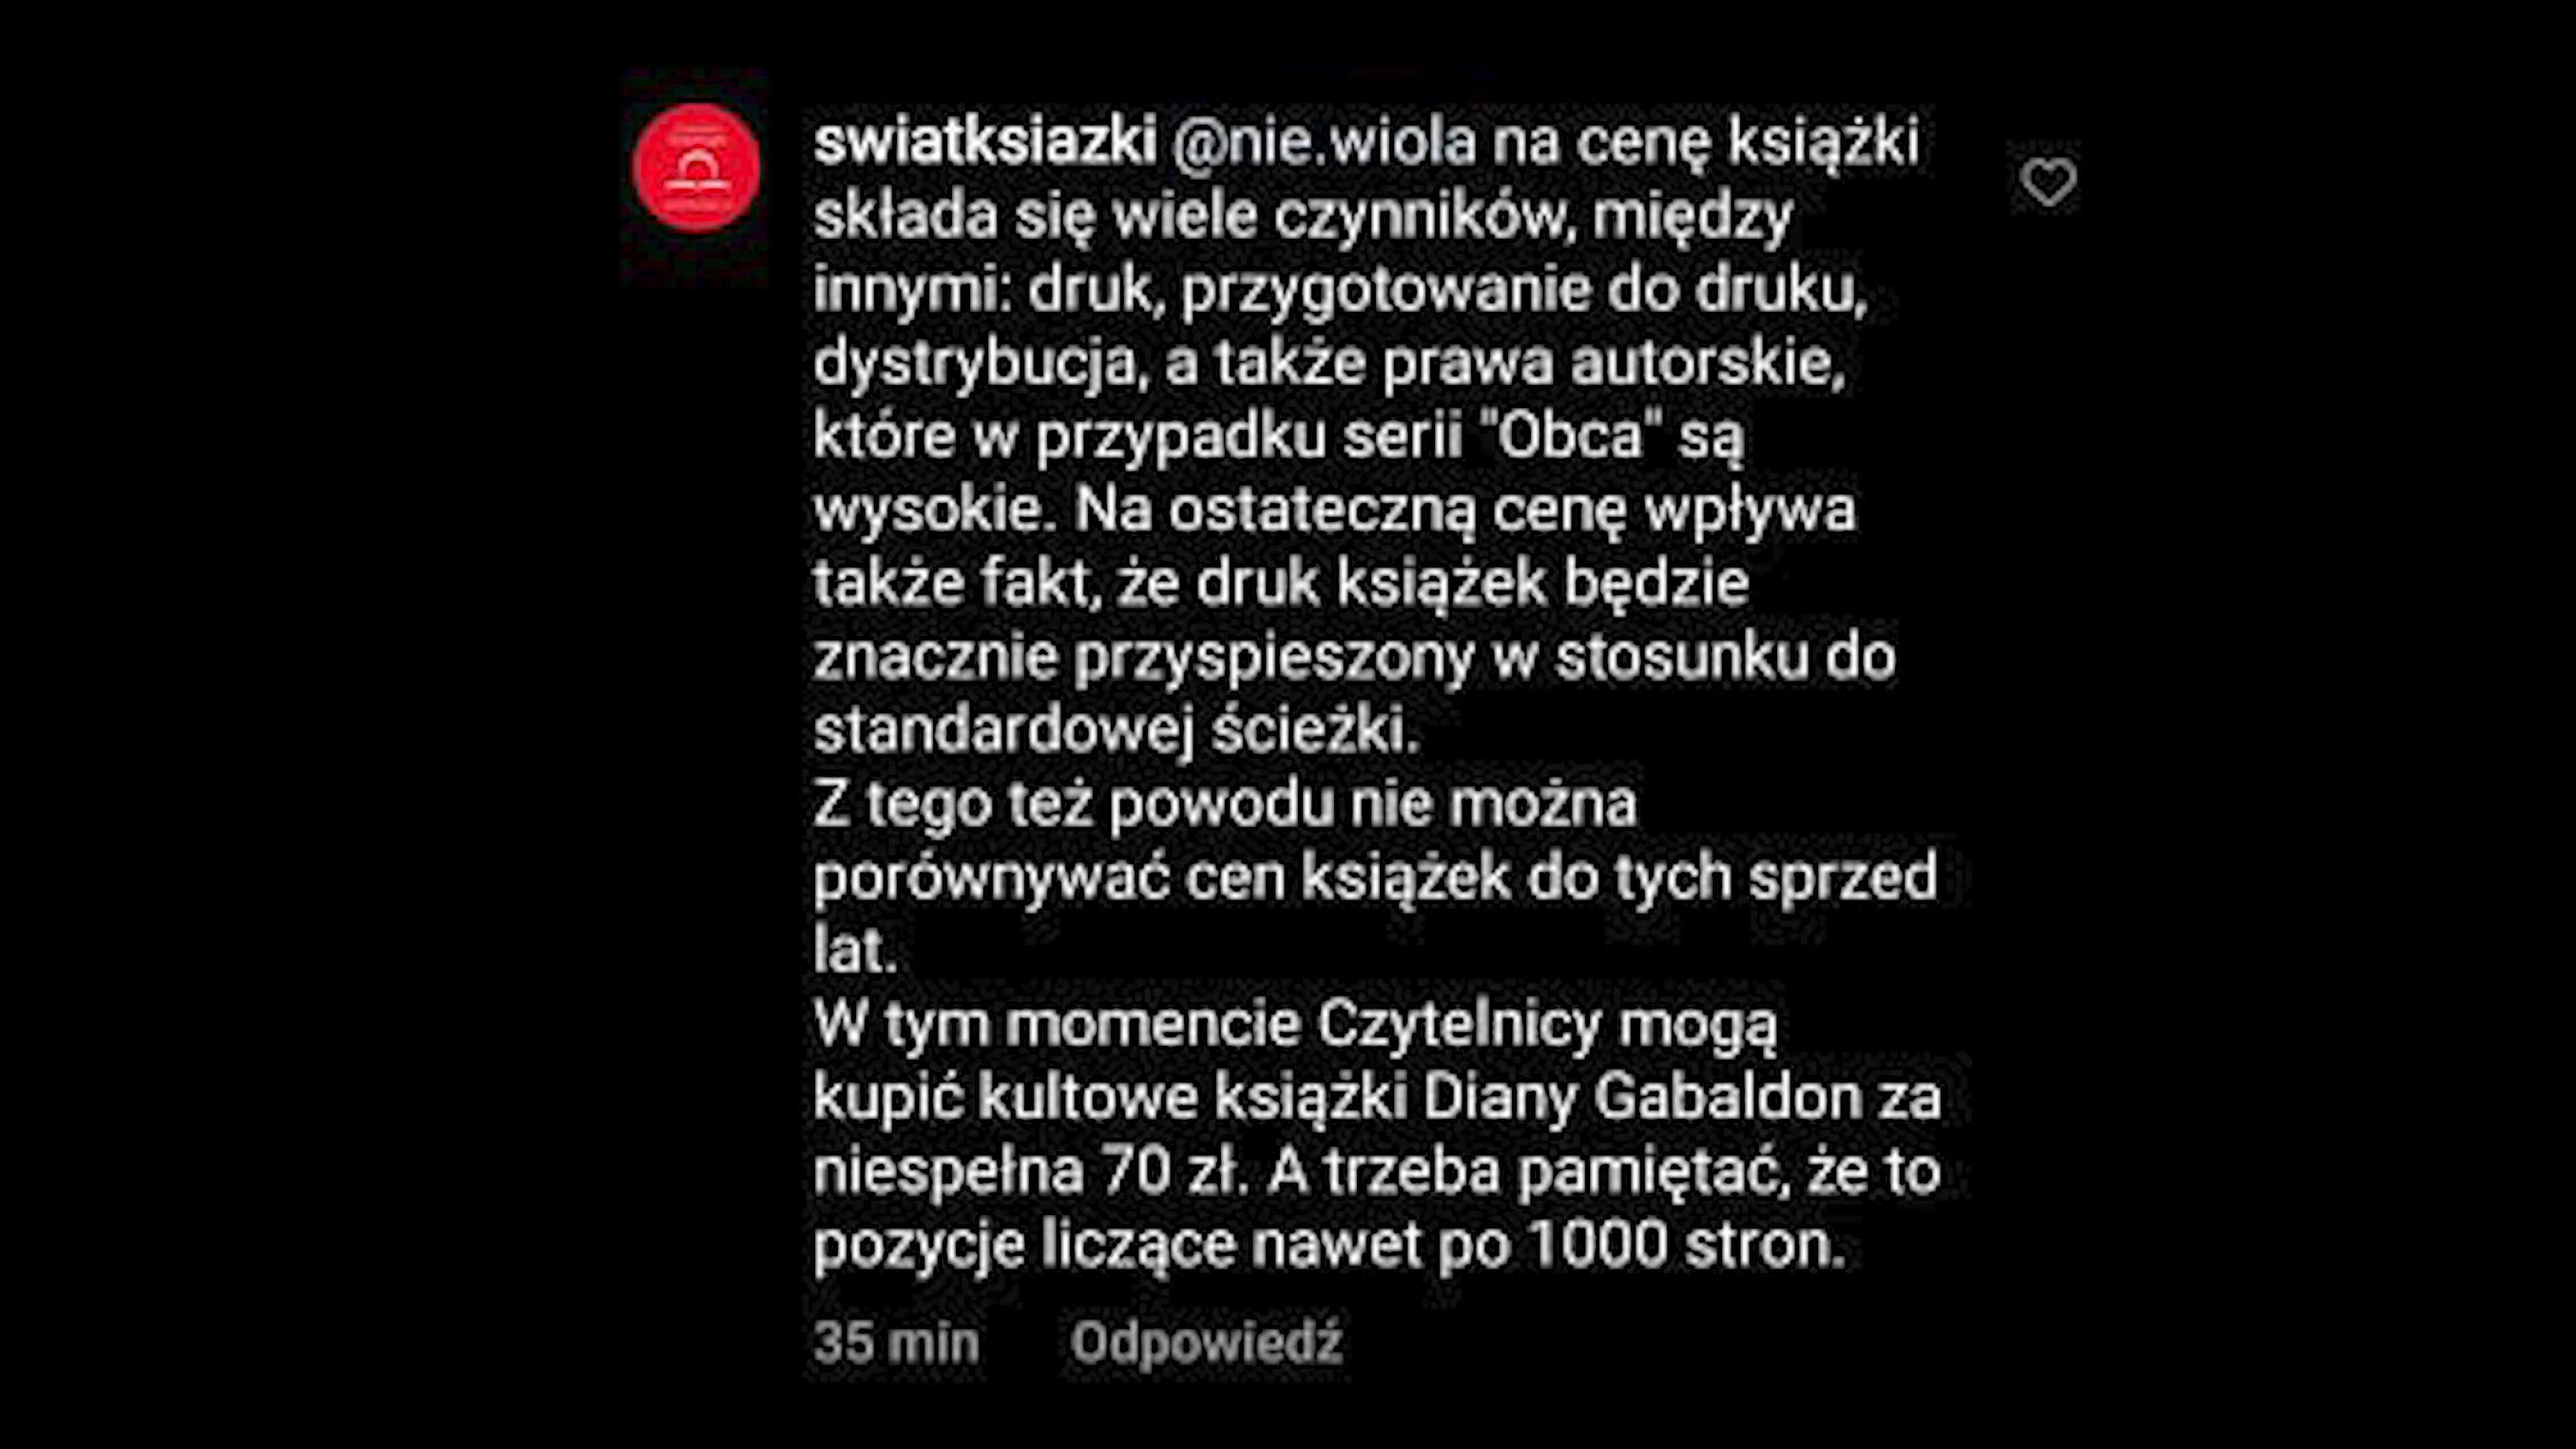 swiatksiazki @nie.wiola na cenę książki
składa się wiele czynników, między
innymi: druk, przygotowanie do druku,
dystrybucja, a także prawa autorskie,
które w przypadku serii "Obca" są
wysokie. Na ostateczną cenę wpływa
także fakt, że druk książek będzie
znacznie przyspieszony w stosunku do
standardowej ścieżki.
Z tego też powodu nie można
porównywać cen książek do tych sprzed
lat.
W tym momencie Czytelnicy mogą
kupić kultowe książki Diany Gabaldon za
niespełna 70 zł. A trzeba pamiętać, że to
pozycje liczące nawet po 1000 stron.
35 min Odpowiedź